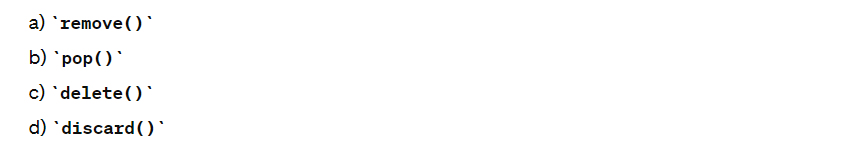 a) `remove()`
b) `pop()`
c) `delete()`
d) `discard()`